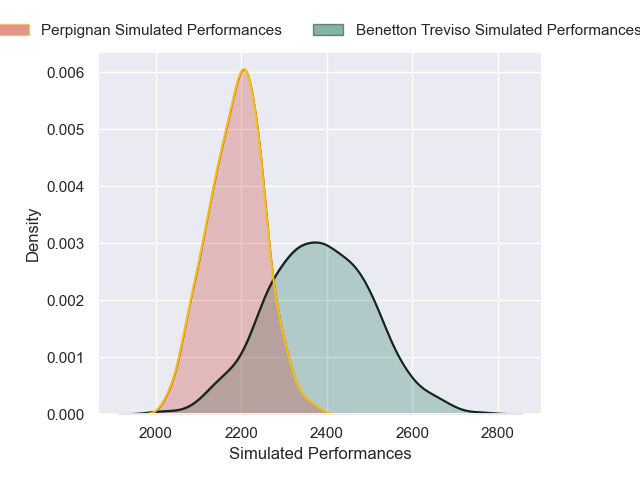 Perpignan Simulated Performances
Benetton Treviso Simulated Performances
0.006
0.005
0.004
0.003
0.002
0.001
0.000
Density
2000 2200 2400 2600 2800
Simulated Performances